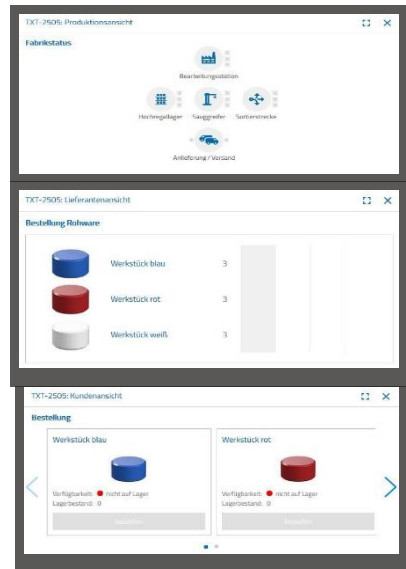 TXT-2505: Produktionsansicht
Fabrikstatus
Bearbeitungsstation
Hochregallager Sauggreifer Sortierstrecke
Anlieferung / Versand
TXT-2505: Lieferantenansicht
Bestellung Rohware
Werkstück blau 3
Werkstück rot 3
Werkstück weiß 3
TXT-2505: Kundenansicht
Bestellung
Werkstück blau Werkstück rot
Verfügbarkeit: nicht auf Lager Verfügbarkeit: nicht auf Lager
Lagerbestand: 0 Lagerbestand: 0